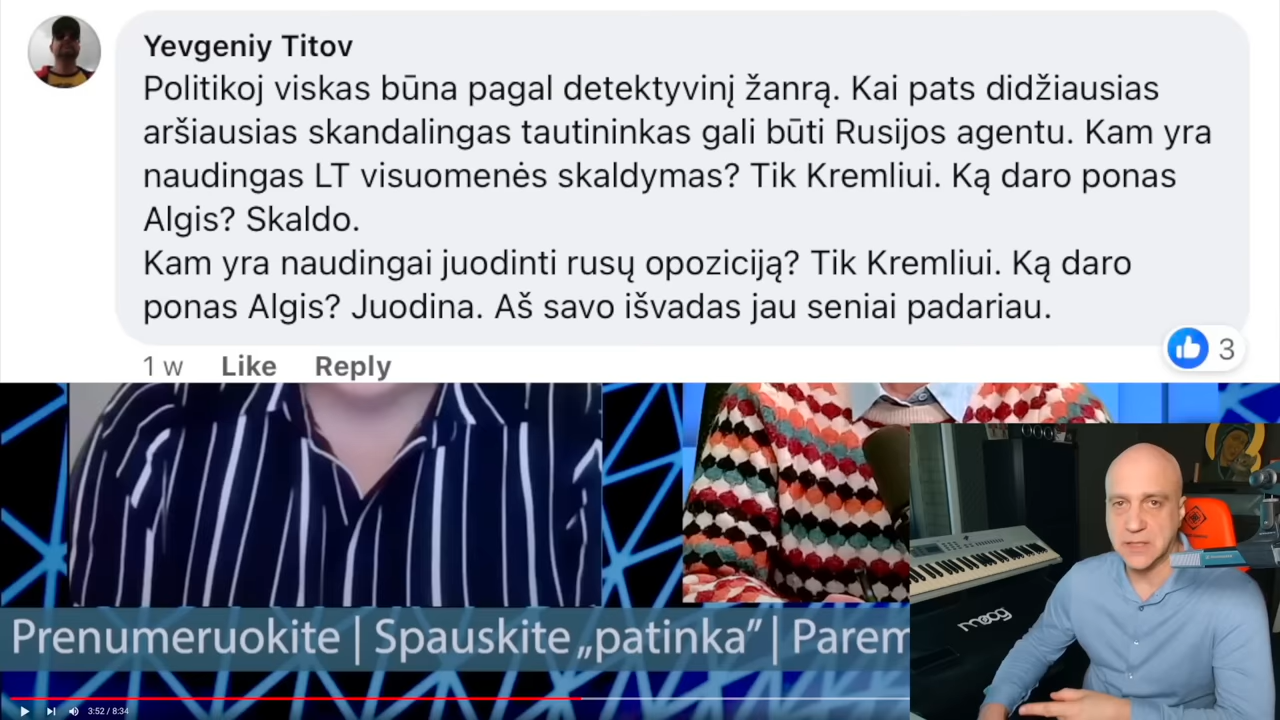 Yevgeniy Titov
Politikoj viskas būna pagal detektyvinį žanrą. Kai pats didžiausias
aršiausias skandalingas tautininkas gali būti Rusijos agentu. Kam yra
naudingas LT visuomenės skaldymas? Tik Kremliui. Ką daro ponas
Algis? Skaldo.
Kam yra naudingai juodinti rusų opoziciją? Tik Kremliui. Ką daro
ponas Algis? Juodina. Aš savo išvadas jau seniai padariau.
3
1 w Like Reply
Prenumeruokite | Spauskite „patinka” | Parem
moog
3:52 / 8:34